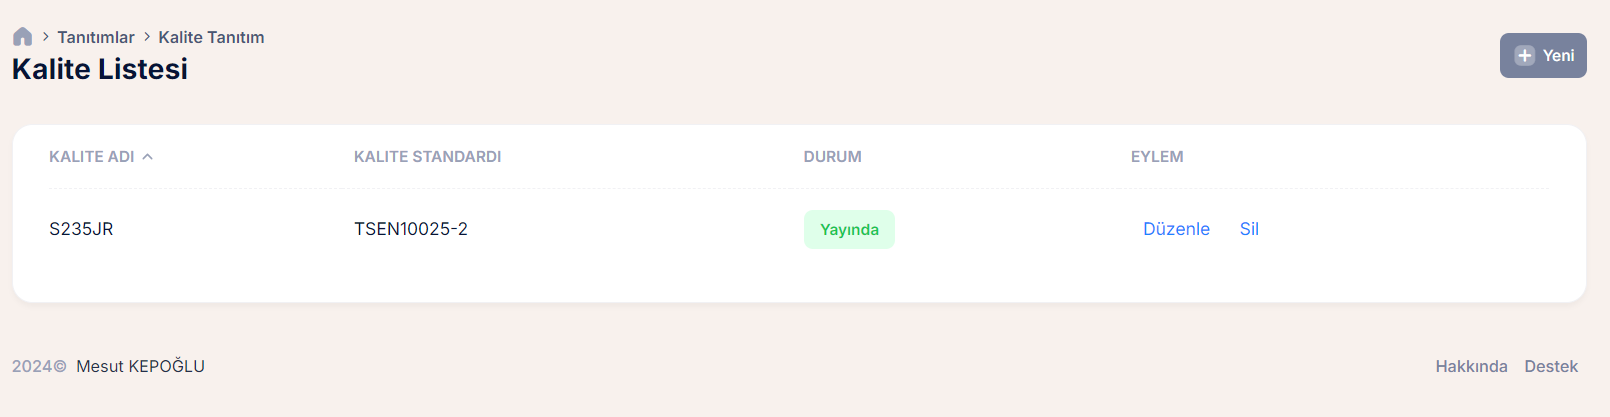 Tanıtımlar > Kalite Tanıtım
Kalite Listesi
Yeni
KALITE ADI KALITE STANDARDI DURUM EYLEM
S235JR TSEN10025-2 Yayında Düzenle Sil
2024© Mesut KEPOĞLU Hakkında Destek